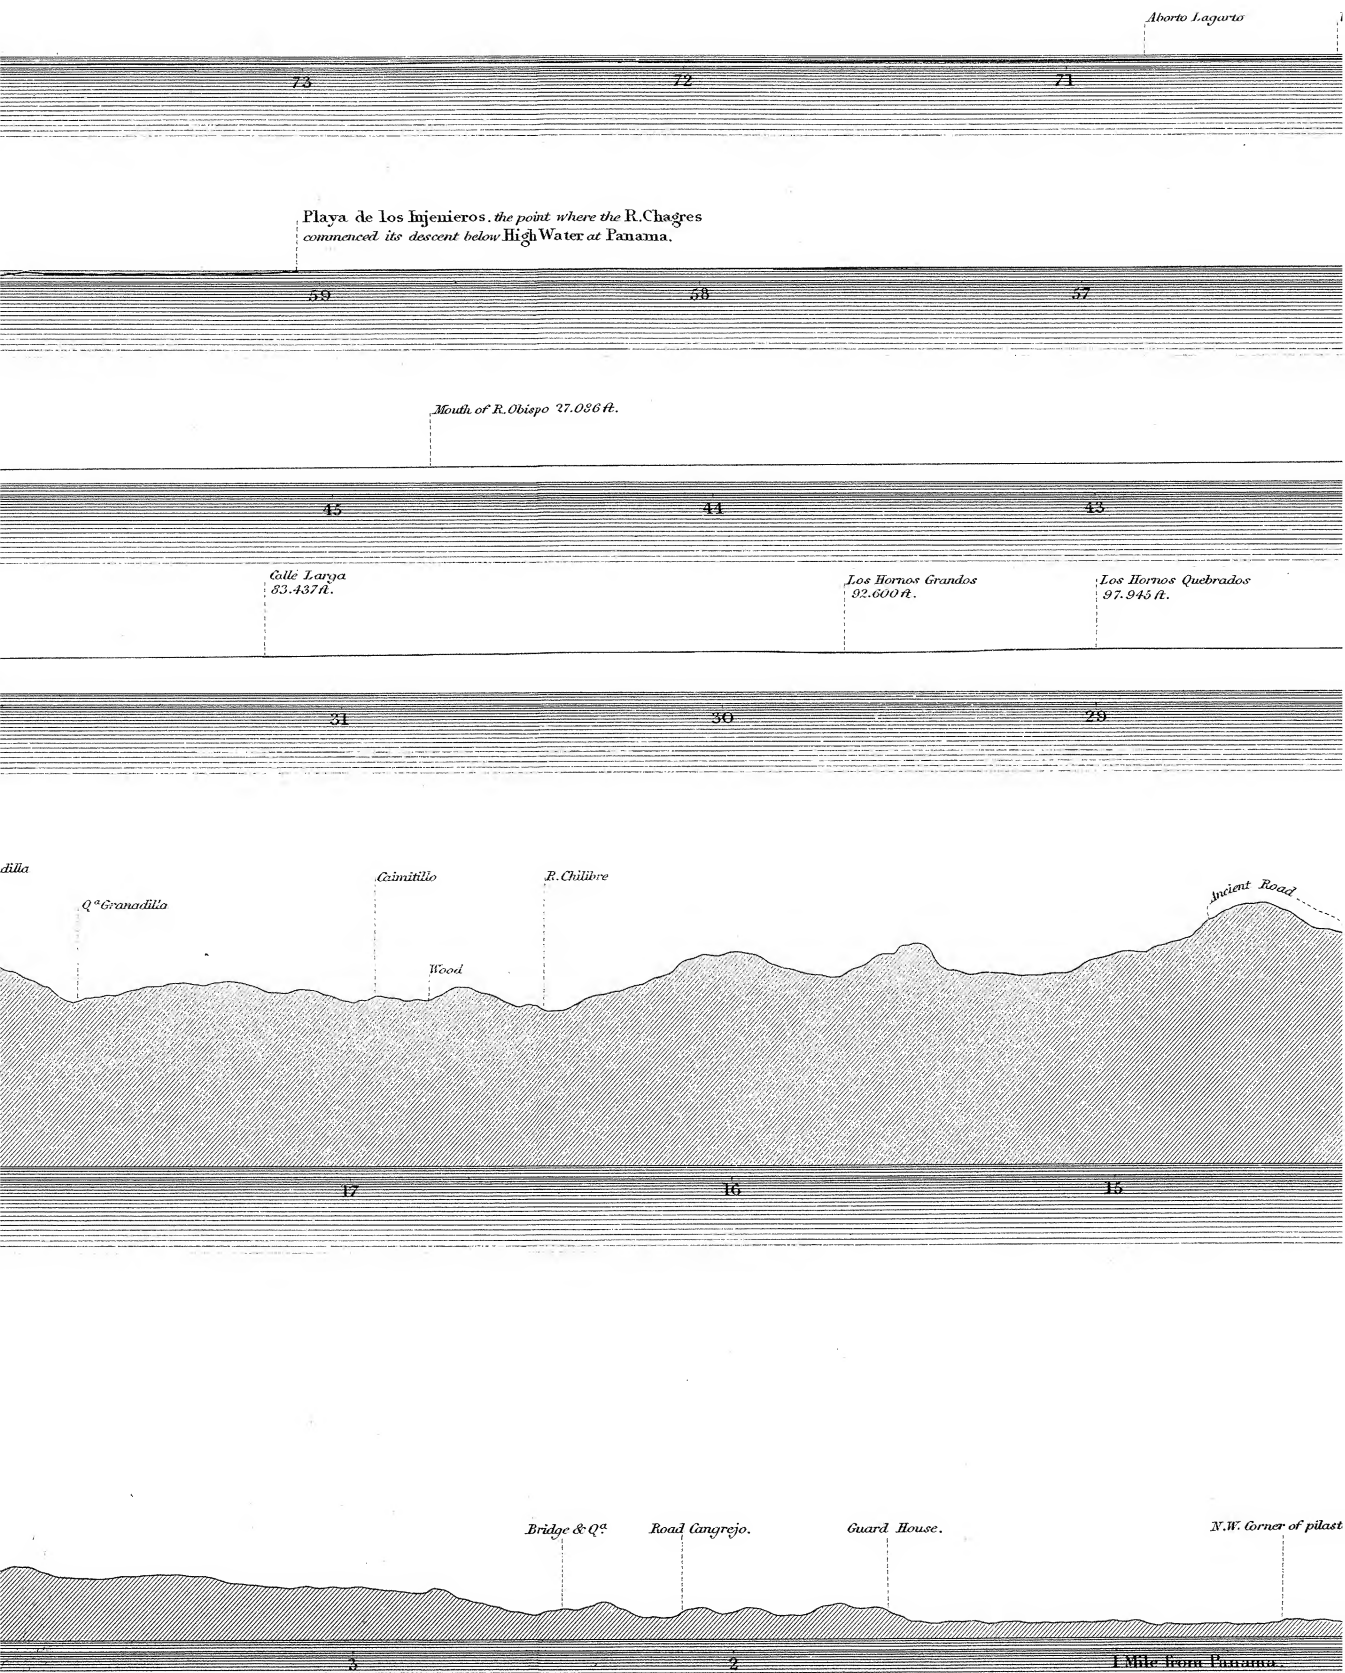 Aborto Lagarto
73 72 71
Playa de los Injenieros. the point where the R. Chagres
commenced its descent below High Water at Panama.
59 58 57
Mouth of R. Obispo 27.036 ft.
45 44 43
Calle Larga
83.437 ft.
Los Hornos Grandos
92.600 ft.
Los Hornos Quebrados
97.945 ft.
31 30 29
dilla
Qª Granadilla
Caimitillo
Wood
R. Chilibre
Ancient Road
17 16 15
Bridge & Qª
Road Cangrejo.
Guard House.
N.W. Corner of pilast
3 2 1 Mile from Panama.